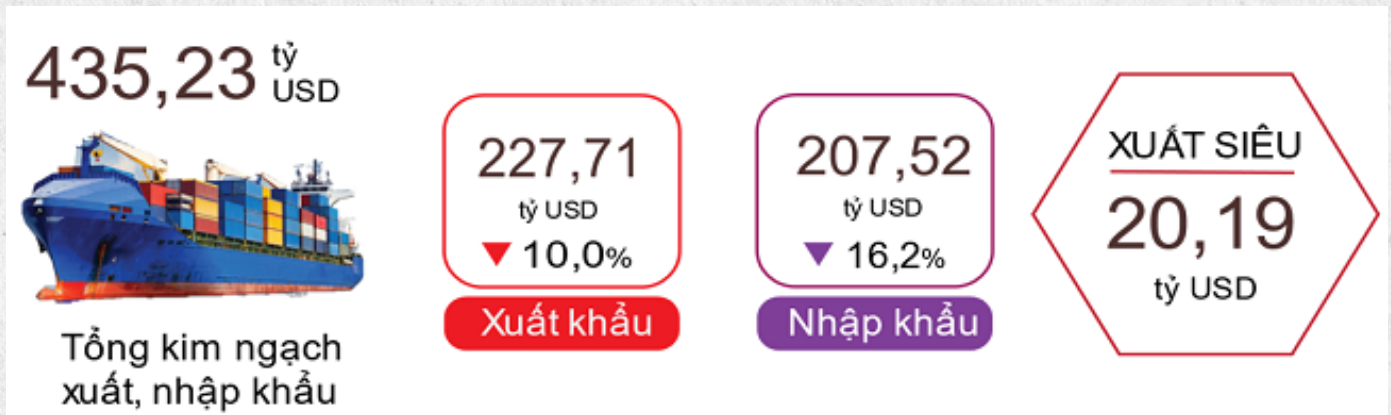 435,23 tỷ USD
Tổng kim ngạch
xuất, nhập khẩu
227,71
tỷ USD
▼ 10,0%
Xuất khẩu
207,52
tỷ USD
▼ 16,2%
Nhập khẩu
XUẤT SIÊU
20,19
tỷ USD